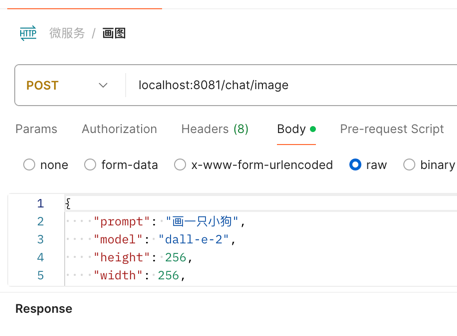 HTTP 微服务 / 画图
POST localhost:8081/chat/image
Params Authorization Headers (8) Body Pre-request Script
none form-data x-www-form-urlencoded raw binary
1 {
2 "prompt": "画一只小狗",
3 "model": "dall-e-2",
4 "height": 256,
5 "width": 256,
Response